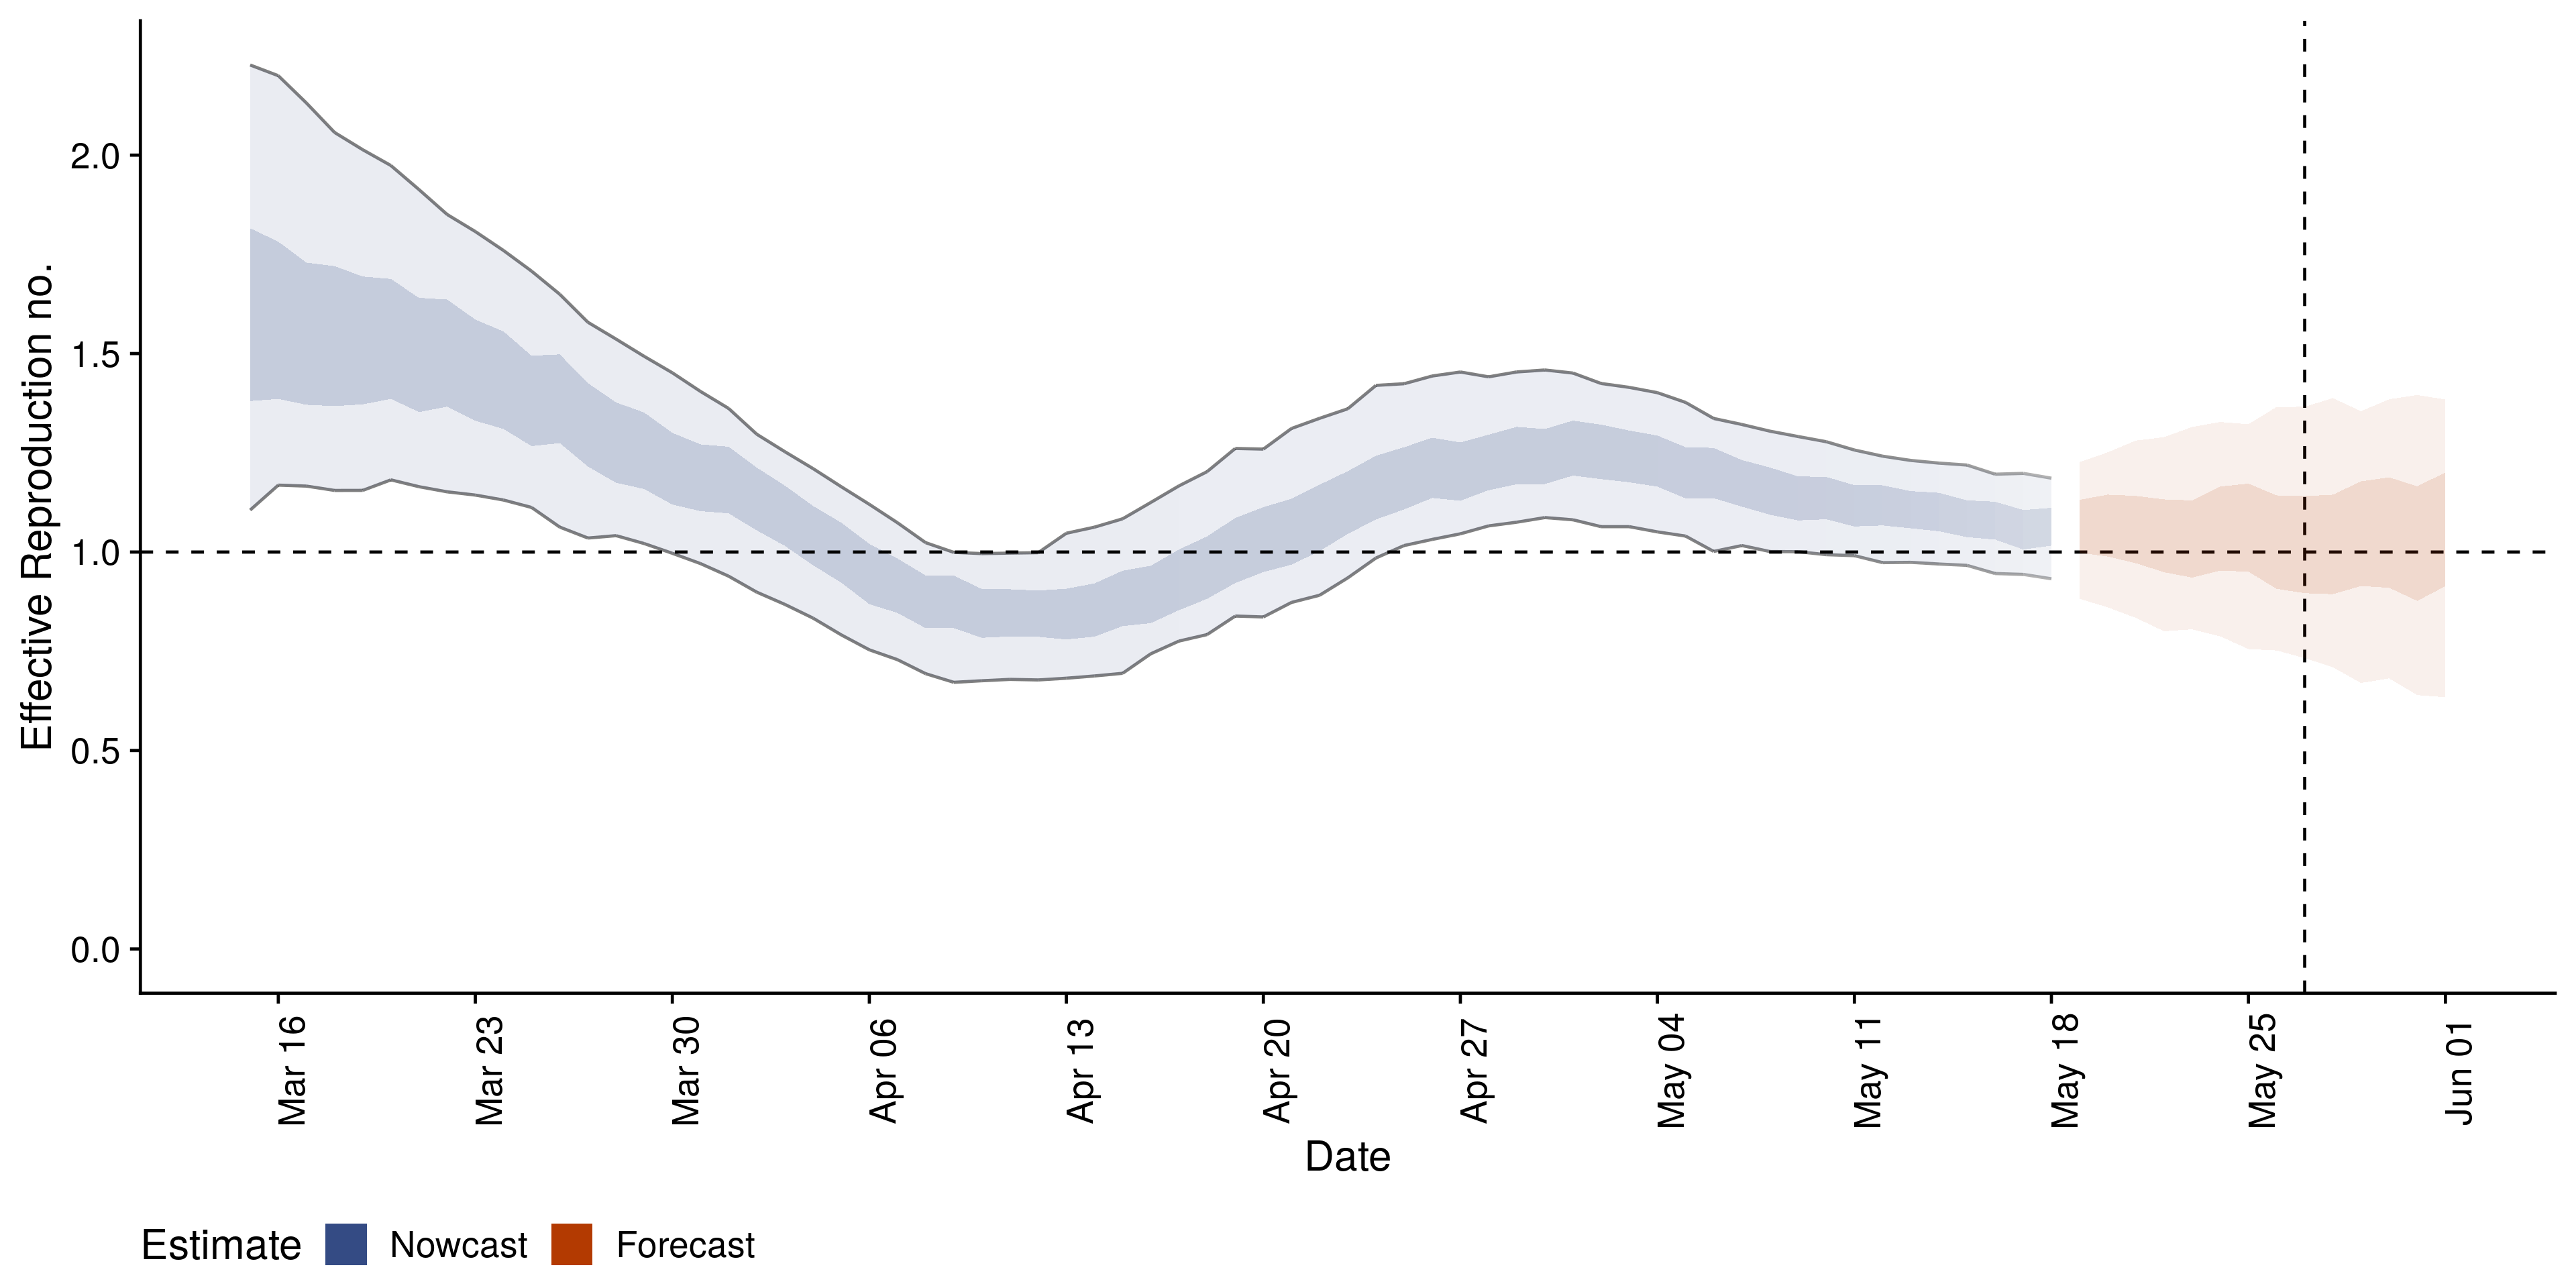 Effective Reproduction no.
2.0
1.5
1.0
0.5
0.0
Mar 16
Mar 23
Mar 30
Apr 06
Apr 13
Apr 20
Apr 27
May 04
May 11
May 18
May 25
Jun 01
Date
Estimate Nowcast Forecast